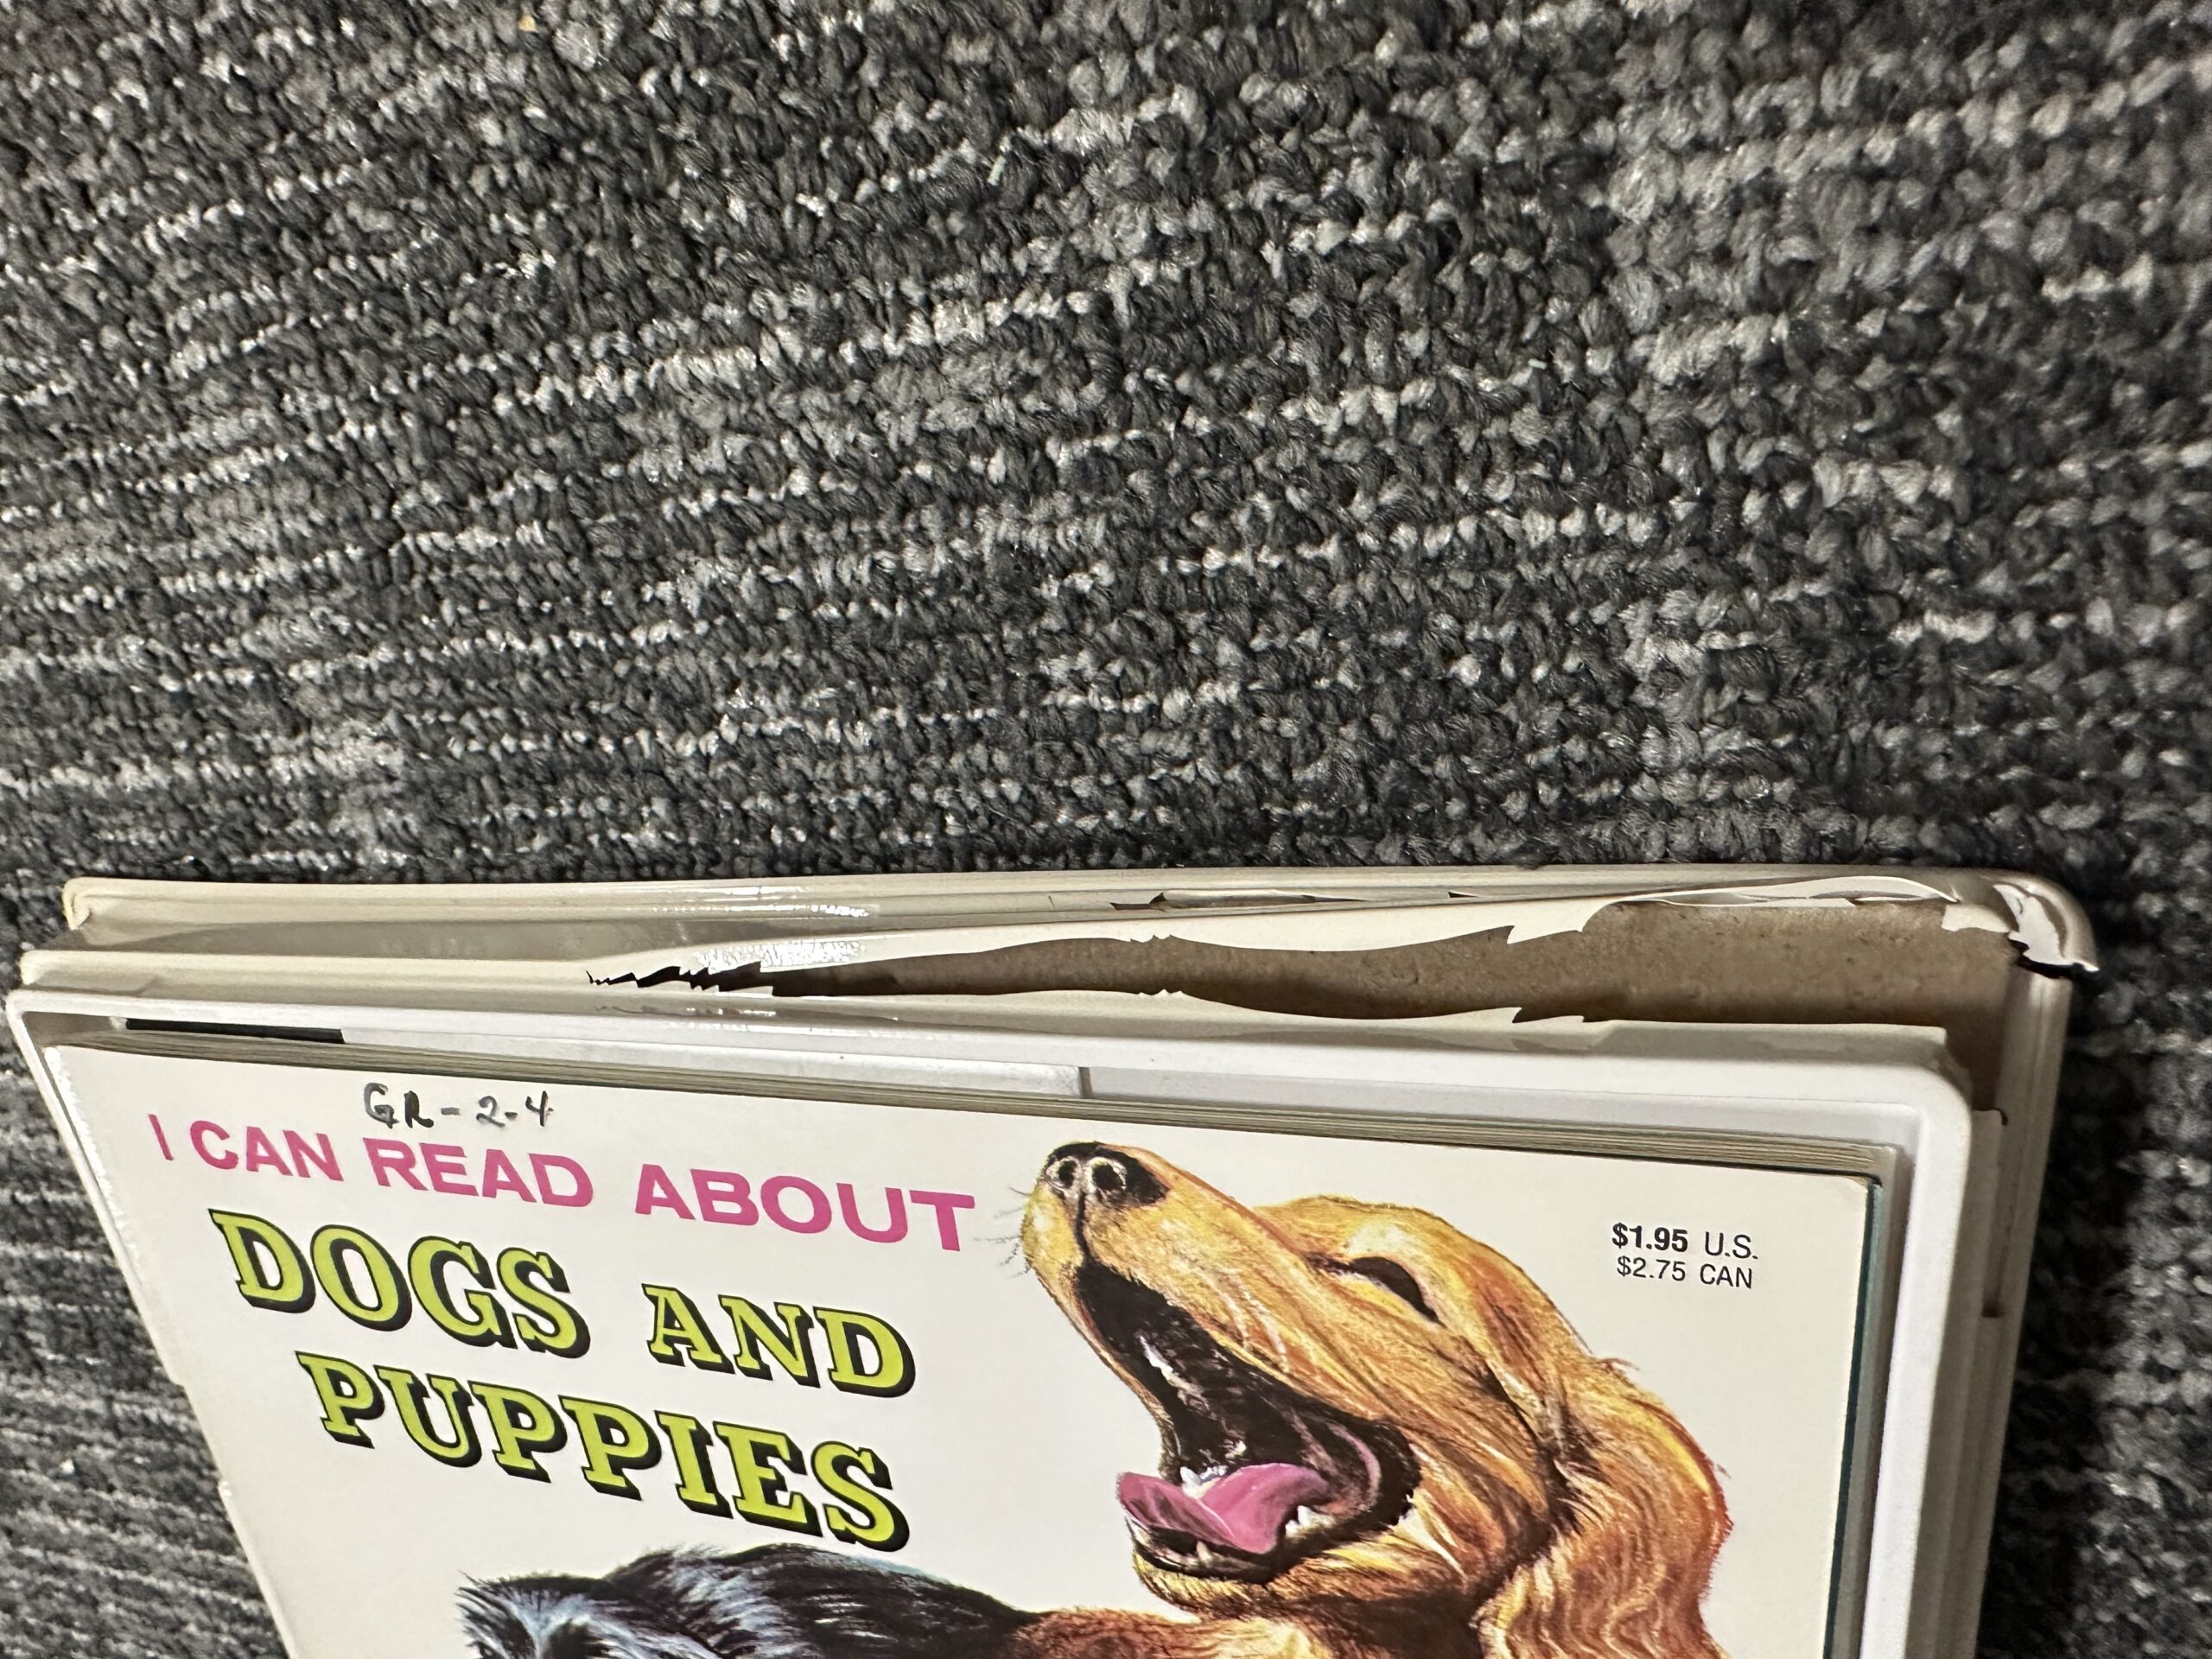 GR-2-4
I CAN READ ABOUT
DOGS AND
PUPPIES
$1.95 U.S.
$2.75 CAN